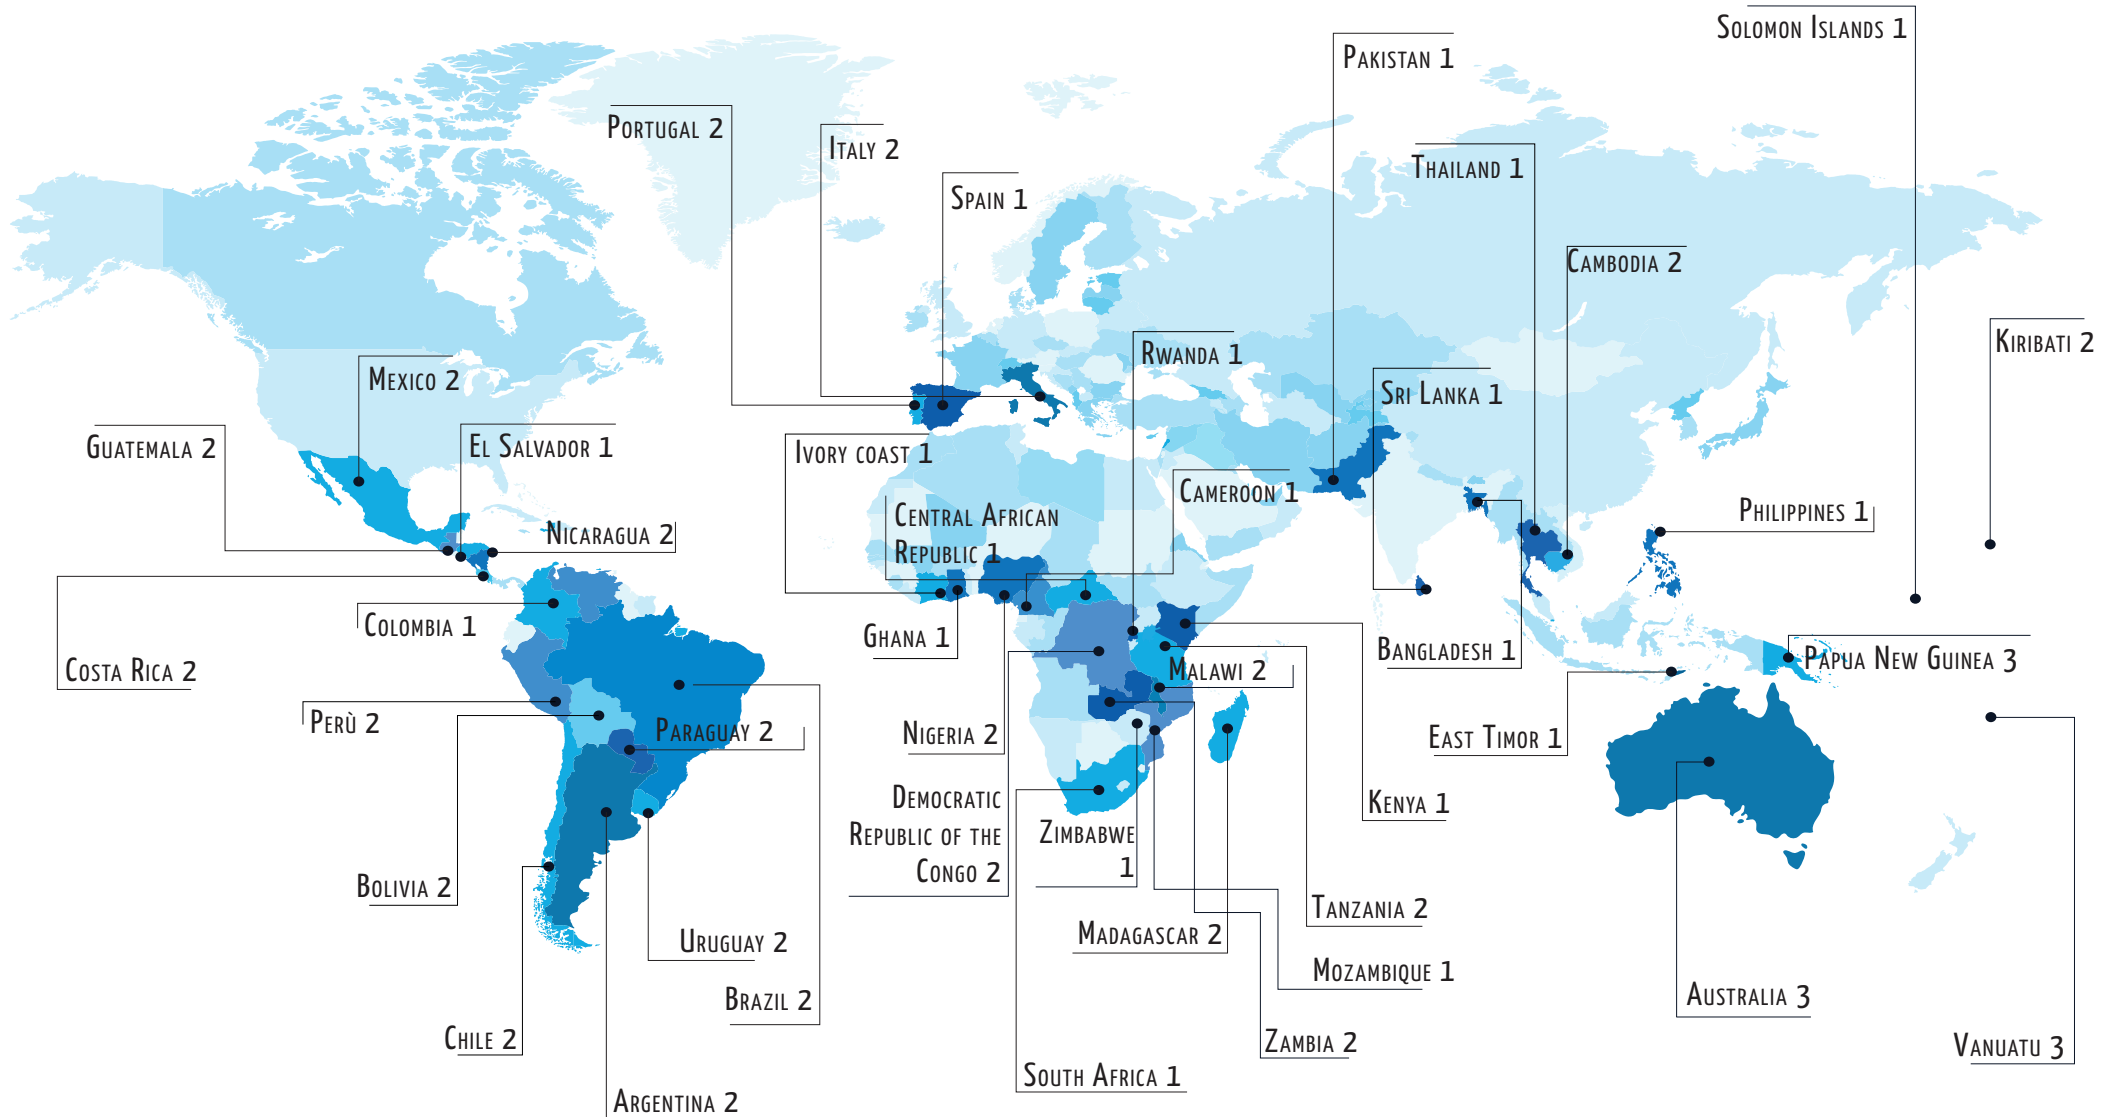 Solomon Islands 1
Pakistan 1
Portugal 2
Italy 2
Thailand 1
Spain 1
Cambodia 2
Kiribati 2
Rwanda 1
Mexico 2
Sri Lanka 1
Guatemala 2
El Salvador 1
Ivory coast 1
Cameroon 1
Central African
Republic 1
Philippines 1
Nicaragua 2
Colombia 1
Ghana 1
Bangladesh 1
Papua New Guinea 3
Costa Rica 2
Malawi 2
Perù 2
Paraguay 2
Nigeria 2
East Timor 1
Democratic
Republic of the
Congo 2
Kenya 1
Zimbabwe
1
Bolivia 2
Tanzania 2
Uruguay 2
Madagascar 2
Mozambique 1
Brazil 2
Australia 3
Chile 2
Zambia 2
Vanuatu 3
South Africa 1
Argentina 2